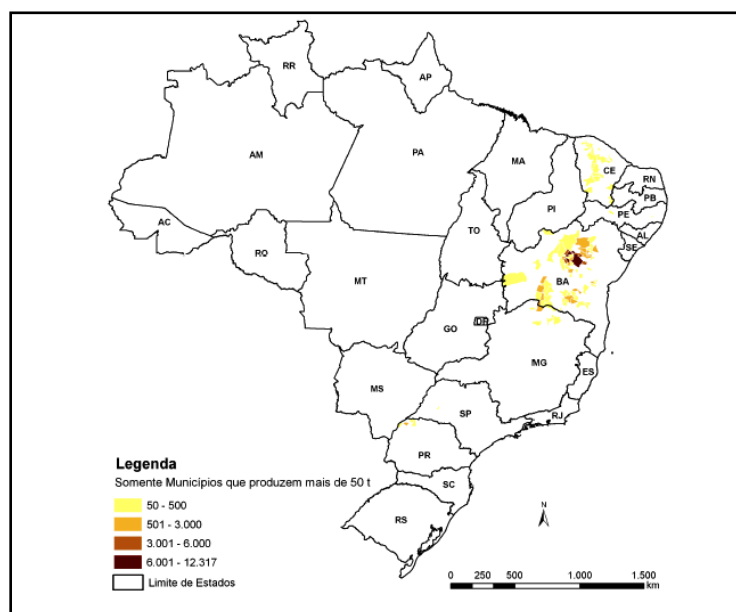 RR
AP
AM
PA
MA
CE
RN
PB
PI
PE
AC
TO
AL
SE
RO
BA
MT
GO
DF
MG
ES
MS
SP
RJ
PR
SC
RS
Legenda
Somente Municípios que produzem mais de 50 t
50 - 500
501 - 3.000
3.001 - 6.000
6.001 - 12.317
Limite de Estados
N
0 250 500 1.000 1.500
km